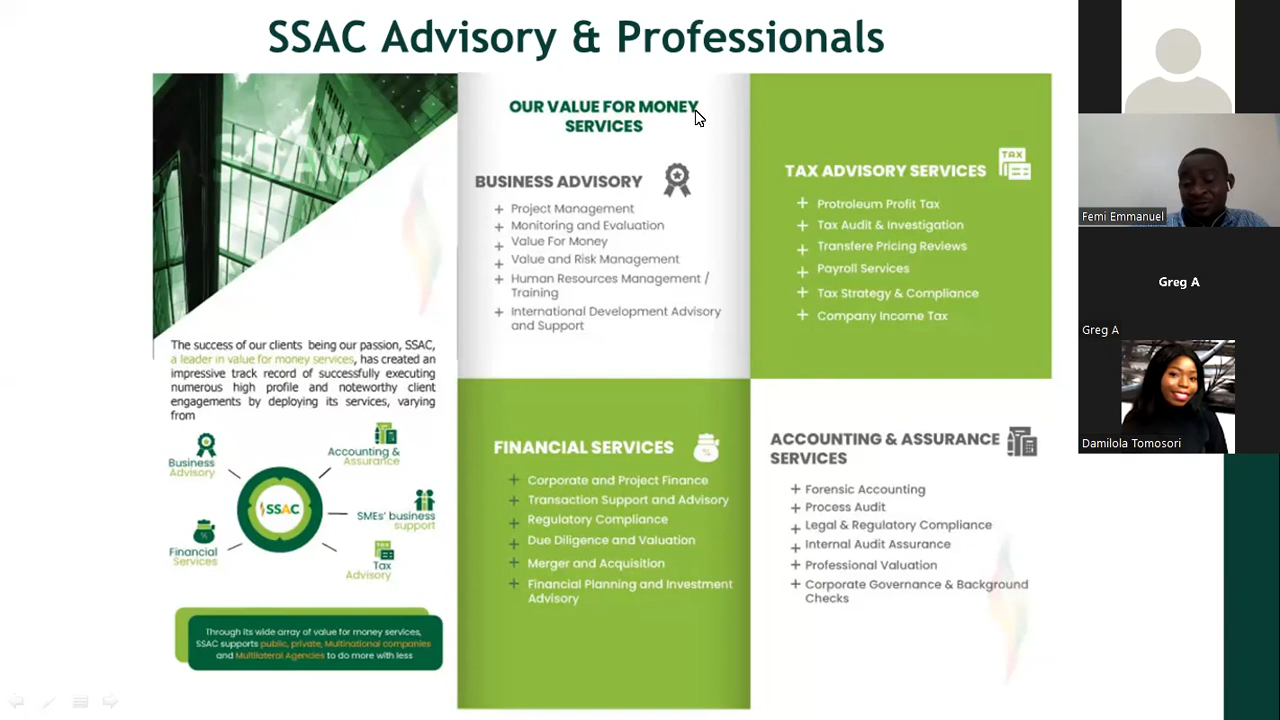 SSAC Advisory & Professionals
OUR VALUE FOR MONEY
SERVICES
BUSINESS ADVISORY
+ Project Management
+ Monitoring and Evaluation
+ Value For Money
+ Value and Risk Management
+ Human Resources Management /
Training
+ International Development Advisory
and Support
TAX ADVISORY SERVICES
TAX
+ Protroleum Profit Tax
+ Tax Audit & Investigation
+ Transfere Pricing Reviews
+ Payroll Services
+ Tax Strategy & Compliance
+ Company Income Tax
The success of our clients being our passion, SSAC,
a leader in value for money services, has created an
impressive track record of successfully executing
numerous high profile and noteworthy client
engagements by deploying its services, varying
from
Business
Advisory
Accounting &
Assurance
SSAC
SMEs' business
support
Financial
Services
Tax
Advisory
Through its wide array of value for money services,
SSAC supports public, private, Multinational companies
and Multilateral Agencies to do more with less
FINANCIAL SERVICES
+ Corporate and Project Finance
+ Transaction Support and Advisory
+ Regulatory Compliance
+ Due Diligence and Valuation
+ Merger and Acquisition
+ Financial Planning and Investment
Advisory
ACCOUNTING & ASSURANCE
SERVICES
+ Forensic Accounting
+ Process Audit
+ Legal & Regulatory Compliance
+ Internal Audit Assurance
+ Professional Valuation
+ Corporate Governance & Background
Checks
Femi Emmanuel
Greg A
Greg A
Damilola Tomosori